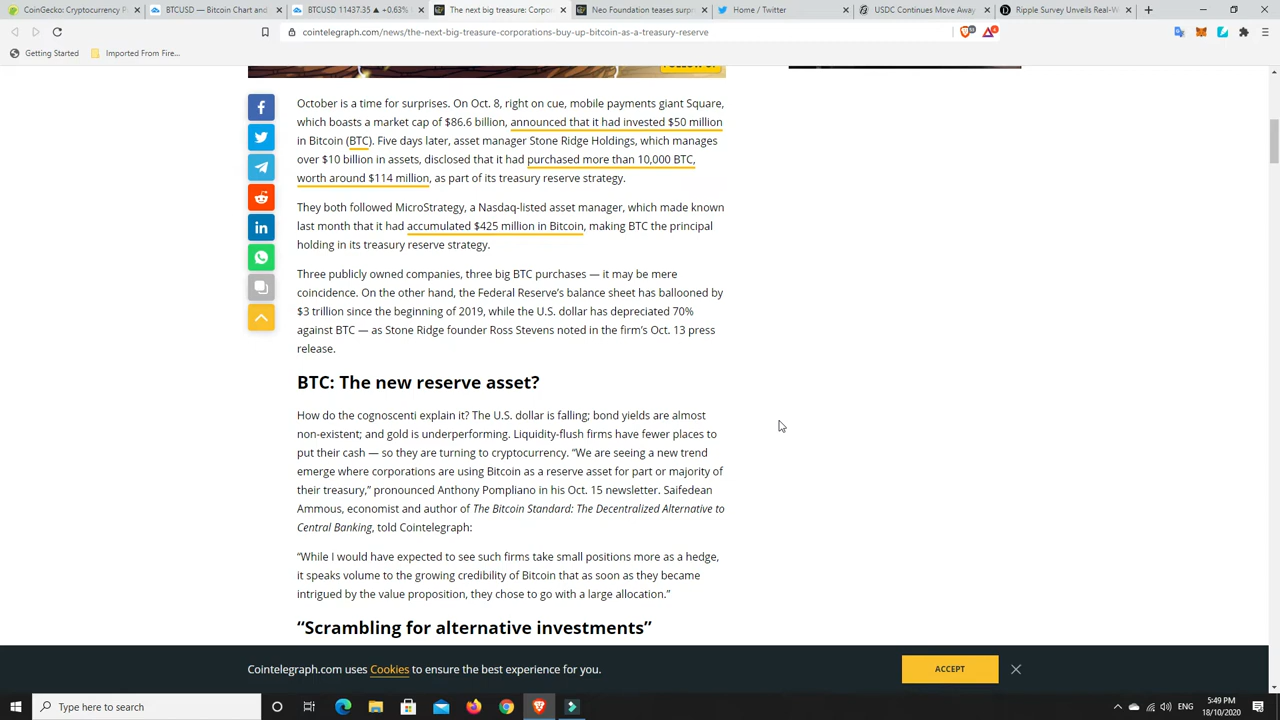 CoinGecko: Cryptocurrency P
BTCUSD — Bitcoin Chart and
BTCUSD 11437.35 ▲ +0.63%
The next big treasure: Corpor
Neo Foundation teases surpr
Home / Twitter
USDC Continues Move Away
Ripple Survey Unveils Real-W
cointelegraph.com/news/the-next-big-treasure-corporations-buy-up-bitcoin-as-a-treasury-reserve
Getting Started
Imported From Fire...
October is a time for surprises. On Oct. 8, right on cue, mobile payments giant Square,
which boasts a market cap of $86.6 billion, announced that it had invested $50 million
in Bitcoin (BTC). Five days later, asset manager Stone Ridge Holdings, which manages
over $10 billion in assets, disclosed that it had purchased more than 10,000 BTC,
worth around $114 million, as part of its treasury reserve strategy.
They both followed MicroStrategy, a Nasdaq-listed asset manager, which made known
last month that it had accumulated $425 million in Bitcoin, making BTC the principal
holding in its treasury reserve strategy.
Three publicly owned companies, three big BTC purchases — it may be mere
coincidence. On the other hand, the Federal Reserve's balance sheet has ballooned by
$3 trillion since the beginning of 2019, while the U.S. dollar has depreciated 70%
against BTC — as Stone Ridge founder Ross Stevens noted in the firm's Oct. 13 press
release.
BTC: The new reserve asset?
How do the cognoscenti explain it? The U.S. dollar is falling; bond yields are almost
non-existent; and gold is underperforming. Liquidity-flush firms have fewer places to
put their cash — so they are turning to cryptocurrency. "We are seeing a new trend
emerge where corporations are using Bitcoin as a reserve asset for part or majority of
their treasury," pronounced Anthony Pompliano in his Oct. 15 newsletter. Saifedean
Ammous, economist and author of The Bitcoin Standard: The Decentralized Alternative to
Central Banking, told Cointelegraph:
"While I would have expected to see such firms take small positions more as a hedge,
it speaks volume to the growing credibility of Bitcoin that as soon as they became
intrigued by the value proposition, they chose to go with a large allocation."
"Scrambling for alternative investments"
Cointelegraph.com uses Cookies to ensure the best experience for you.
ACCEPT
Type here to search
ENG
5:49 PM
18/10/2020